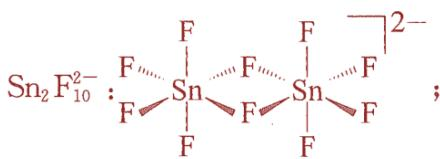 F F 2−
F F F
Sn₂F₁₀²⁻ : Sn Sn ;
F F F
F F